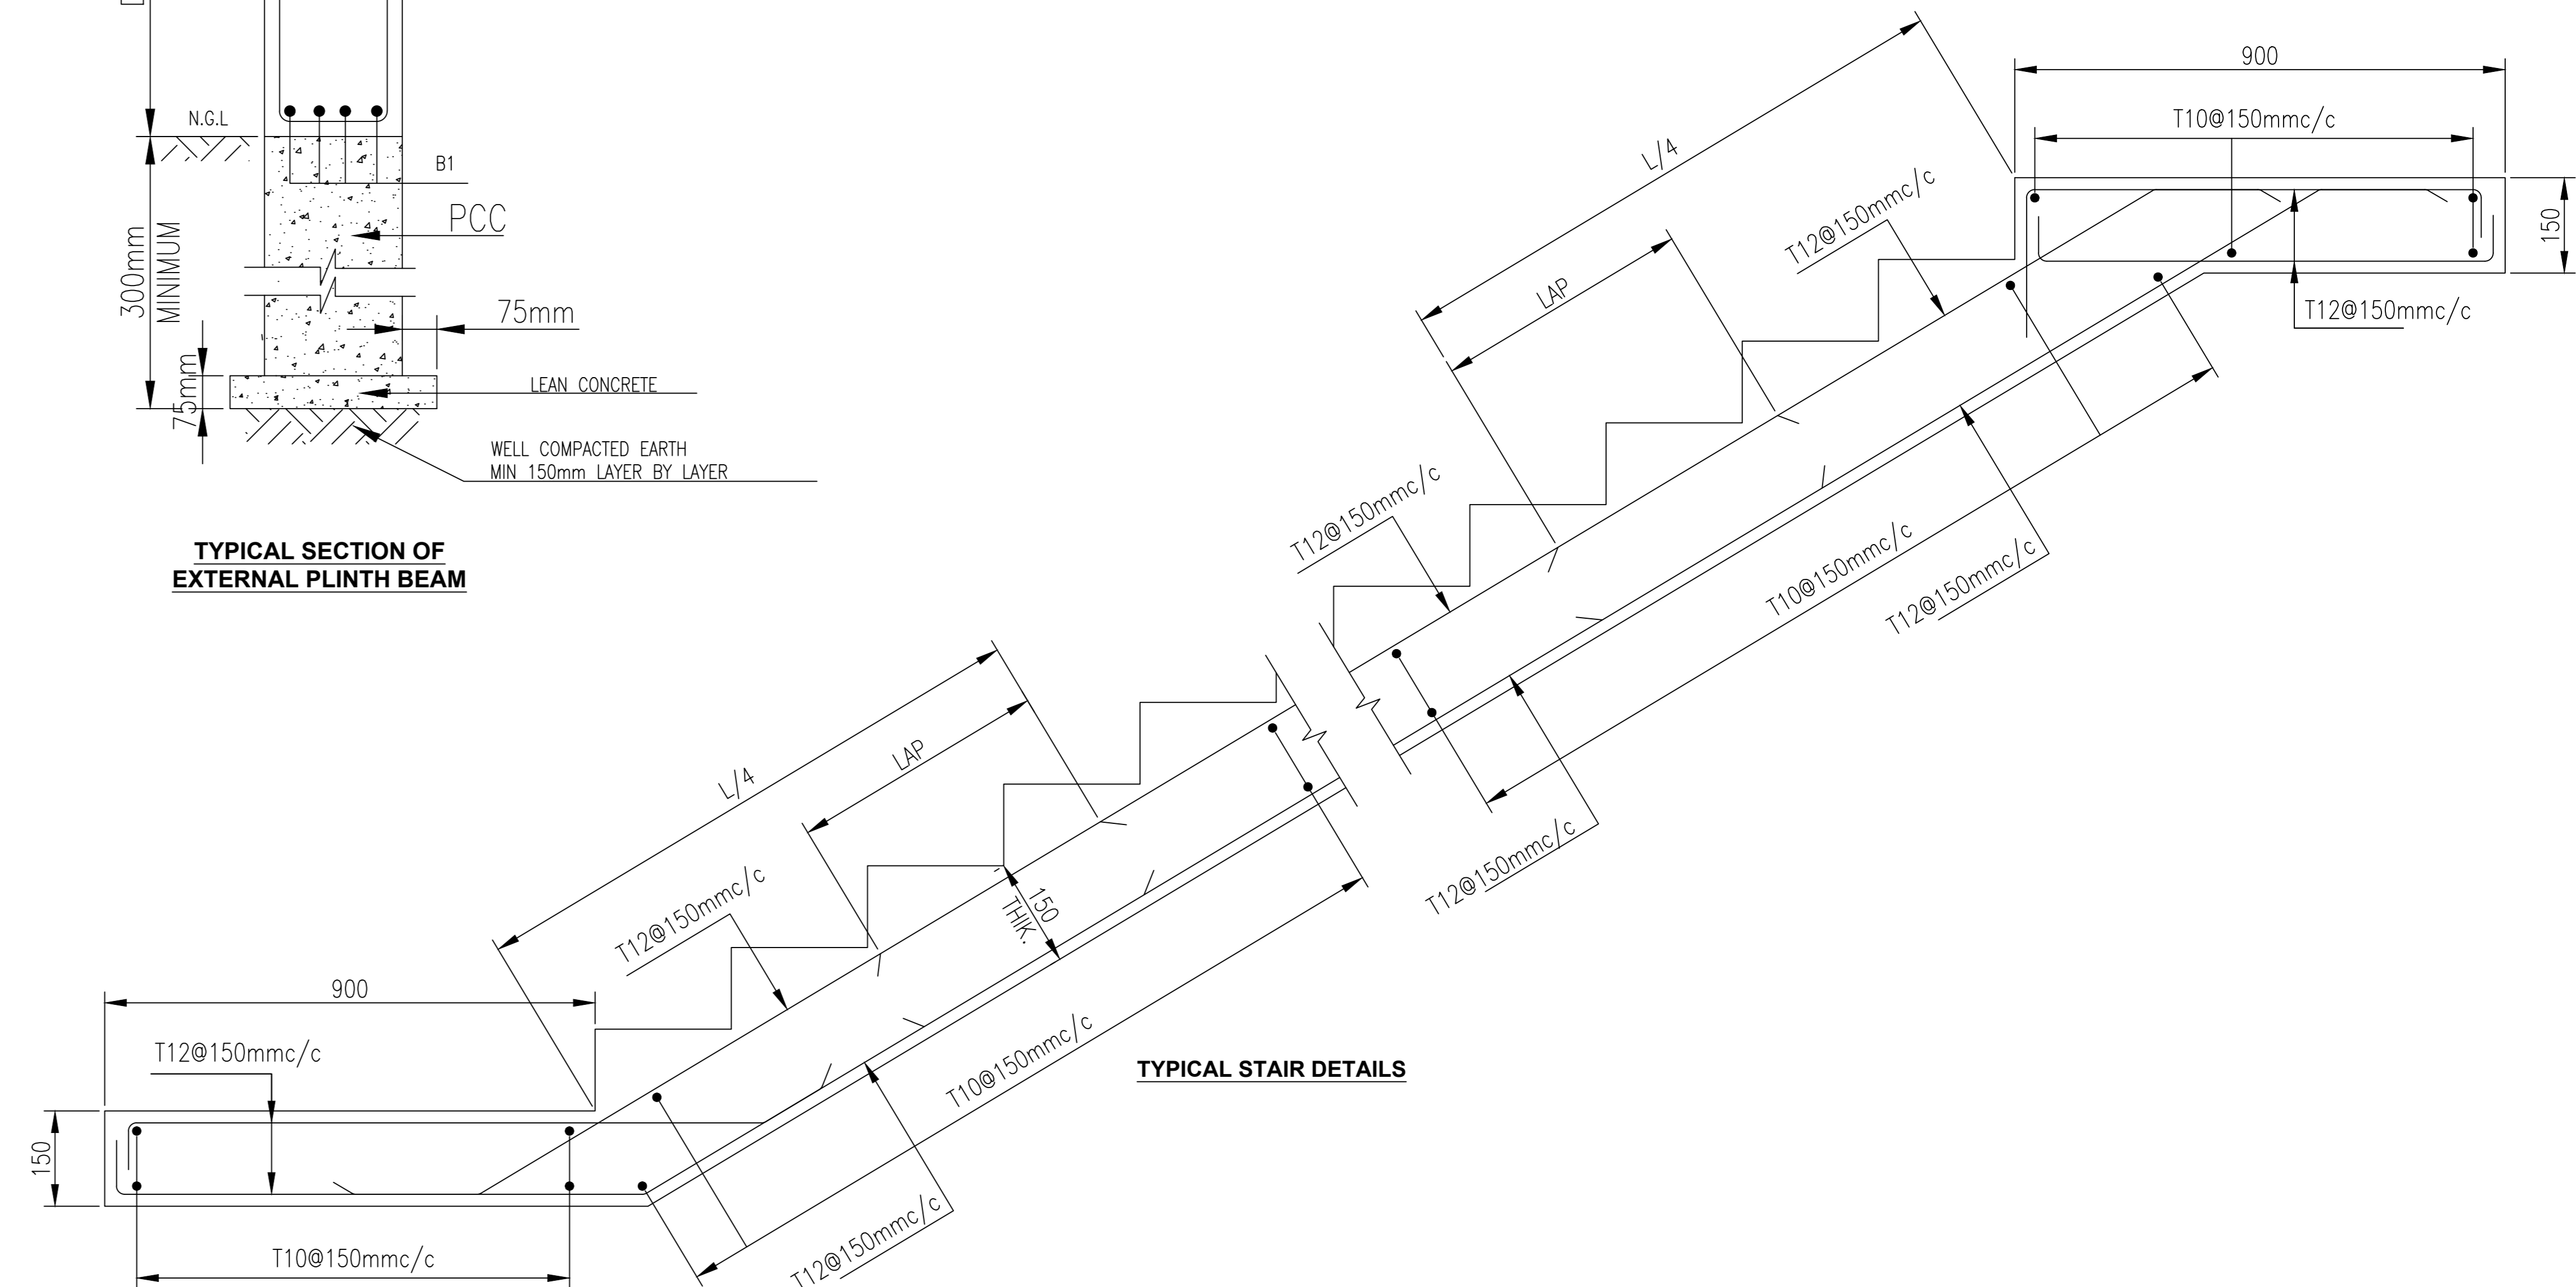 N.G.L
B1
PCC
300mm
MINIMUM
75mm
75mm
LEAN CONCRETE
WELL COMPACTED EARTH
MIN 150mm LAYER BY LAYER
TYPICAL SECTION OF
EXTERNAL PLINTH BEAM
900
T10@150mmc/c
150
T12@150mmc/c
L/4
LAP
T12@150mmc/c
T12@150mmc/c
T10@150mmc/c
T12@150mmc/c
T12@150mmc/c
L/4
LAP
T12@150mmc/c
150
THIK.
900
T12@150mmc/c
150
T10@150mmc/c
T10@150mmc/c
T12@150mmc/c
TYPICAL STAIR DETAILS